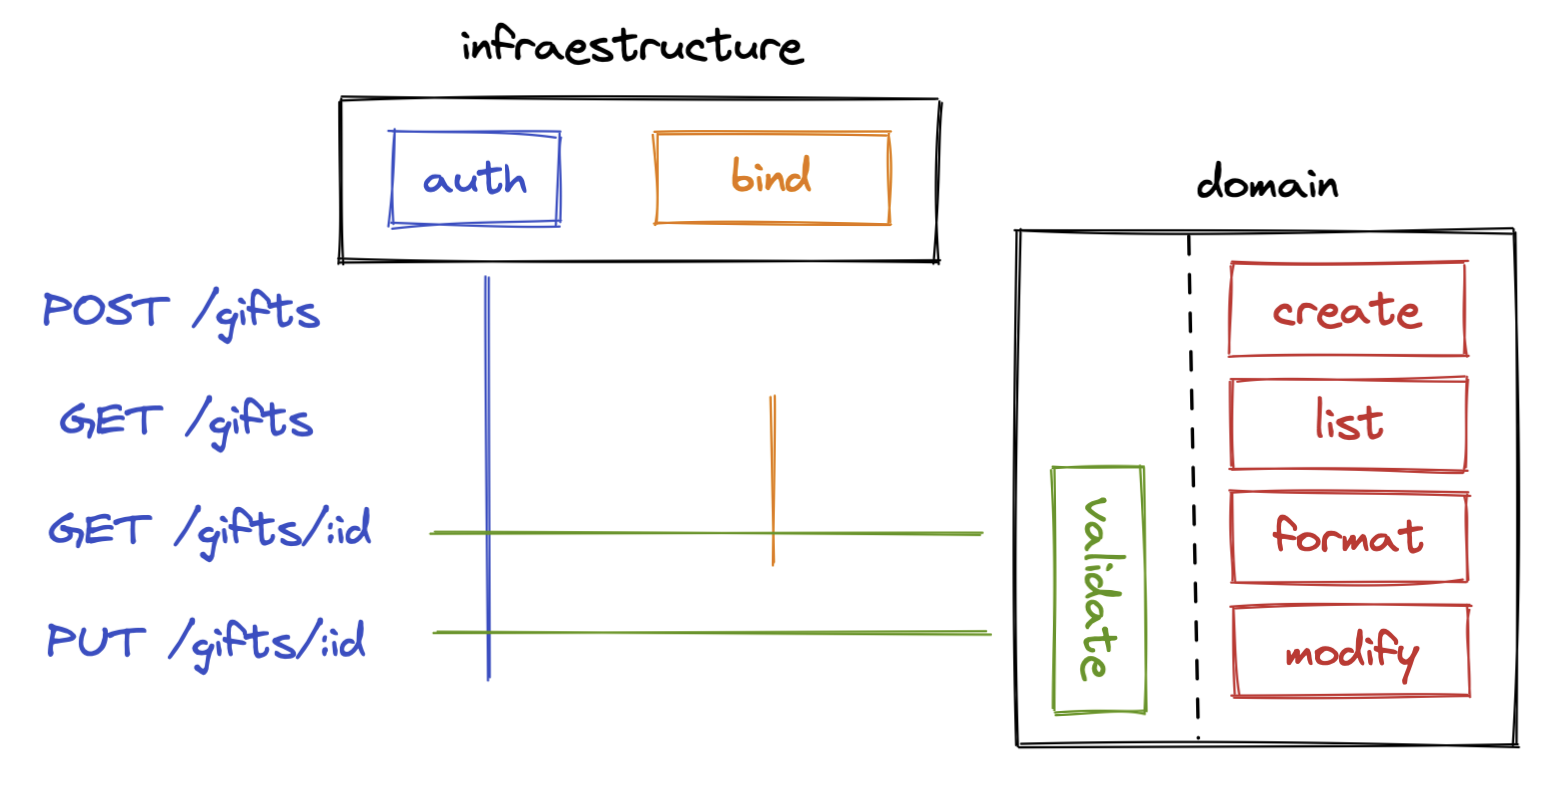 infraestructure
auth
bind
domain
POST /gifts
GET /gifts
GET /gifts/:id
PUT /gifts/:id
validate
create
list
format
modify